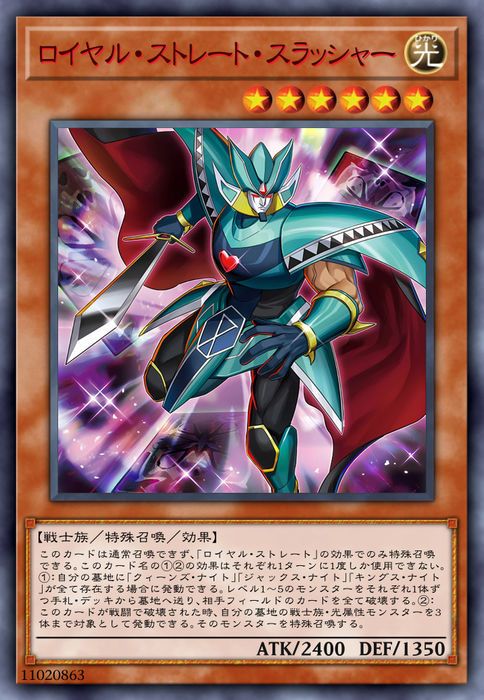 ロイヤル・ストレート・スラッシャー
ひかり
光
【戦士族／特殊召喚／効果】
このカードは通常召喚できず、「ロイヤル・ストレート」の効果でのみ特殊召喚
できる。このカード名の①②の効果はそれぞれ1ターンに1度しか使用できない。
①：自分の墓地に「クィーンズ・ナイト」「ジャックス・ナイト」「キングス・ナイト」
が全て存在する場合に発動できる。レベル1～5のモンスターをそれぞれ1体ず
つ手札・デッキから墓地へ送り、相手フィールドのカードを全て破壊する。②：
このカードが戦闘で破壊された時、自分の墓地の戦士族・光属性モンスターを3
体まで対象として発動できる。そのモンスターを特殊召喚する。
ATK/2400 DEF/1350
11020863